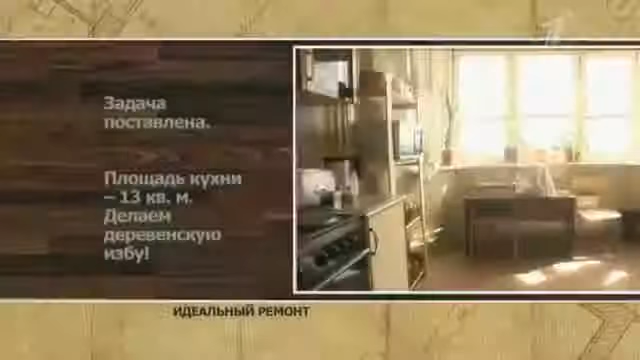 Задача
поставлена.
Площадь кухни
– 13 кв. м.
Делаем
деревенскую
избу!
ИДЕАЛЬНЫЙ РЕМОНТ